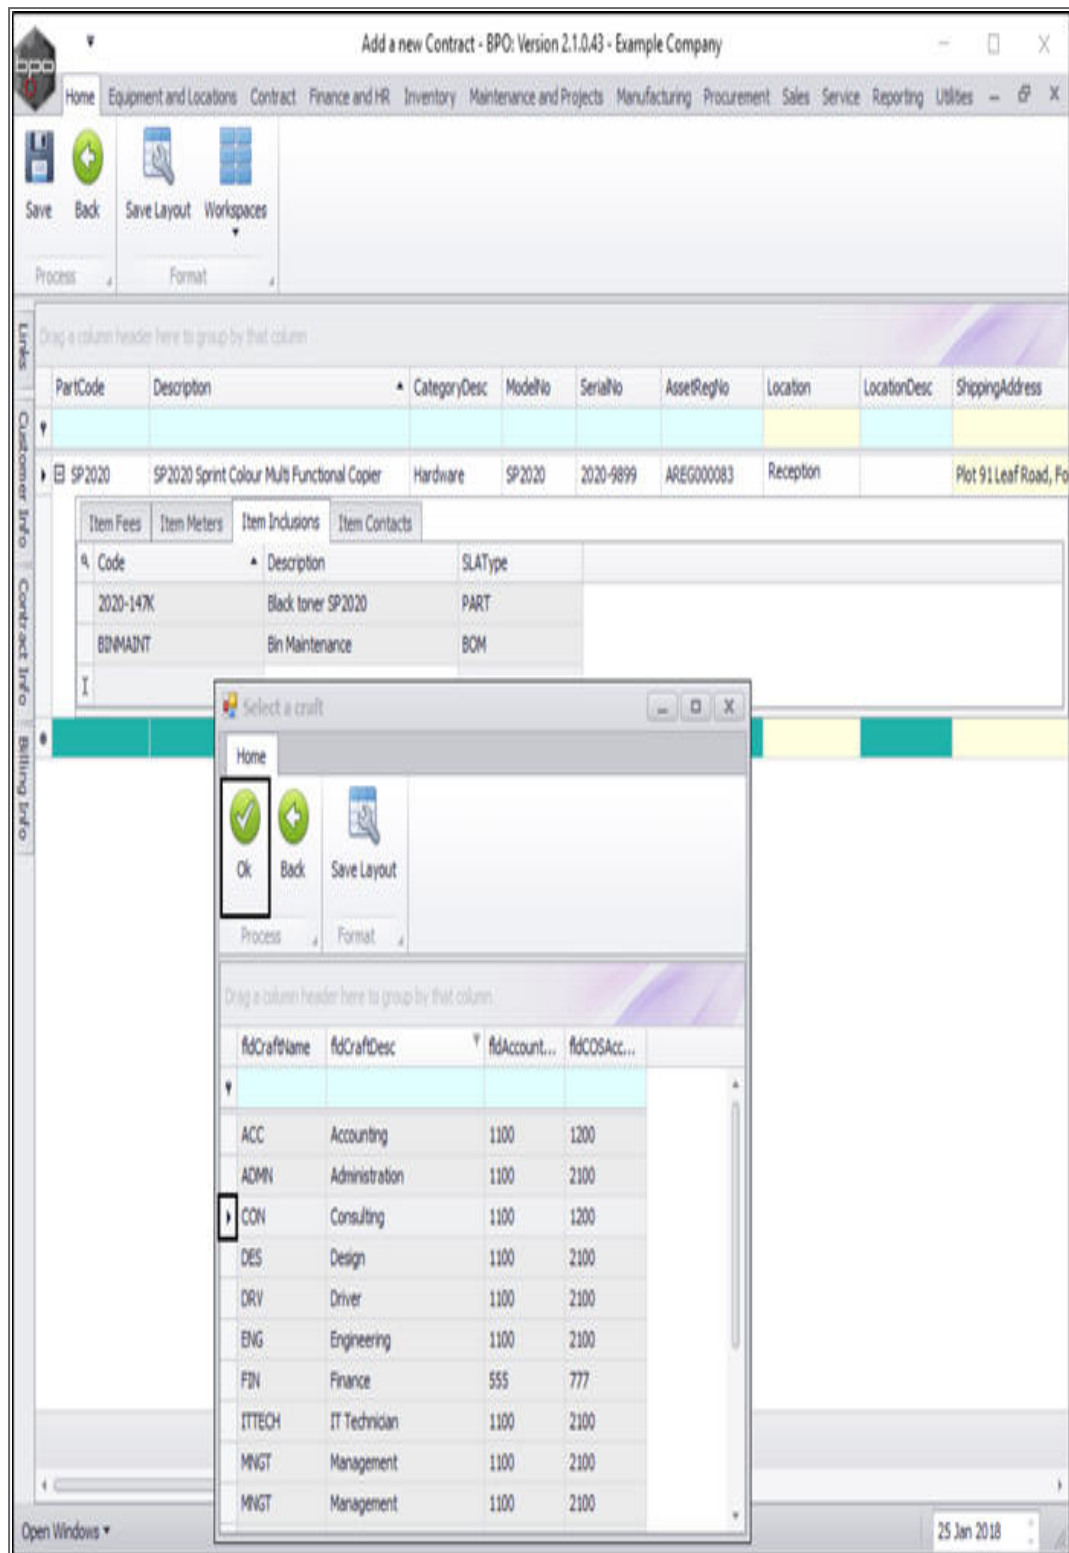 Add a new Contract - BPO: Version 2.1.0.43 - Example Company
bpo
Home Equipment and Locations Contract Finance and HR Inventory Maintenance and Projects Manufacturing Procurement Sales Service Reporting Utilities
Save Back Save Layout Workspaces
Process Format
Links
Customer Info
Contract Info
Billing Info
Drag a column header here to group by that column
PartCode Description CategoryDesc ModelNo SerialNo AssetRegNo Location LocationDesc ShippingAddress
SP2020 SP2020 Sprint Colour Multi Functional Copier Hardware SP2020 2020-9899 AREG000083 Reception Plot 91 Leaf Road, Fo
Item Fees Item Meters Item Inclusions Item Contacts
Code Description SLAType
2020-147K Black toner SP2020 PART
BINMAINT Bin Maintenance BOM
Select a craft
Home
Ok Back Save Layout
Process Format
Drag a column header here to group by that column
fldCraftName fldCraftDesc fldAccount... fldCOSAcc...
ACC Accounting 1100 1200
ADMN Administration 1100 2100
CON Consulting 1100 1200
DES Design 1100 2100
DRV Driver 1100 2100
ENG Engineering 1100 2100
FIN Finance 555 777
ITTECH IT Technician 1100 2100
MNGT Management 1100 2100
MNGT Management 1100 2100
Open Windows 25 Jan 2018